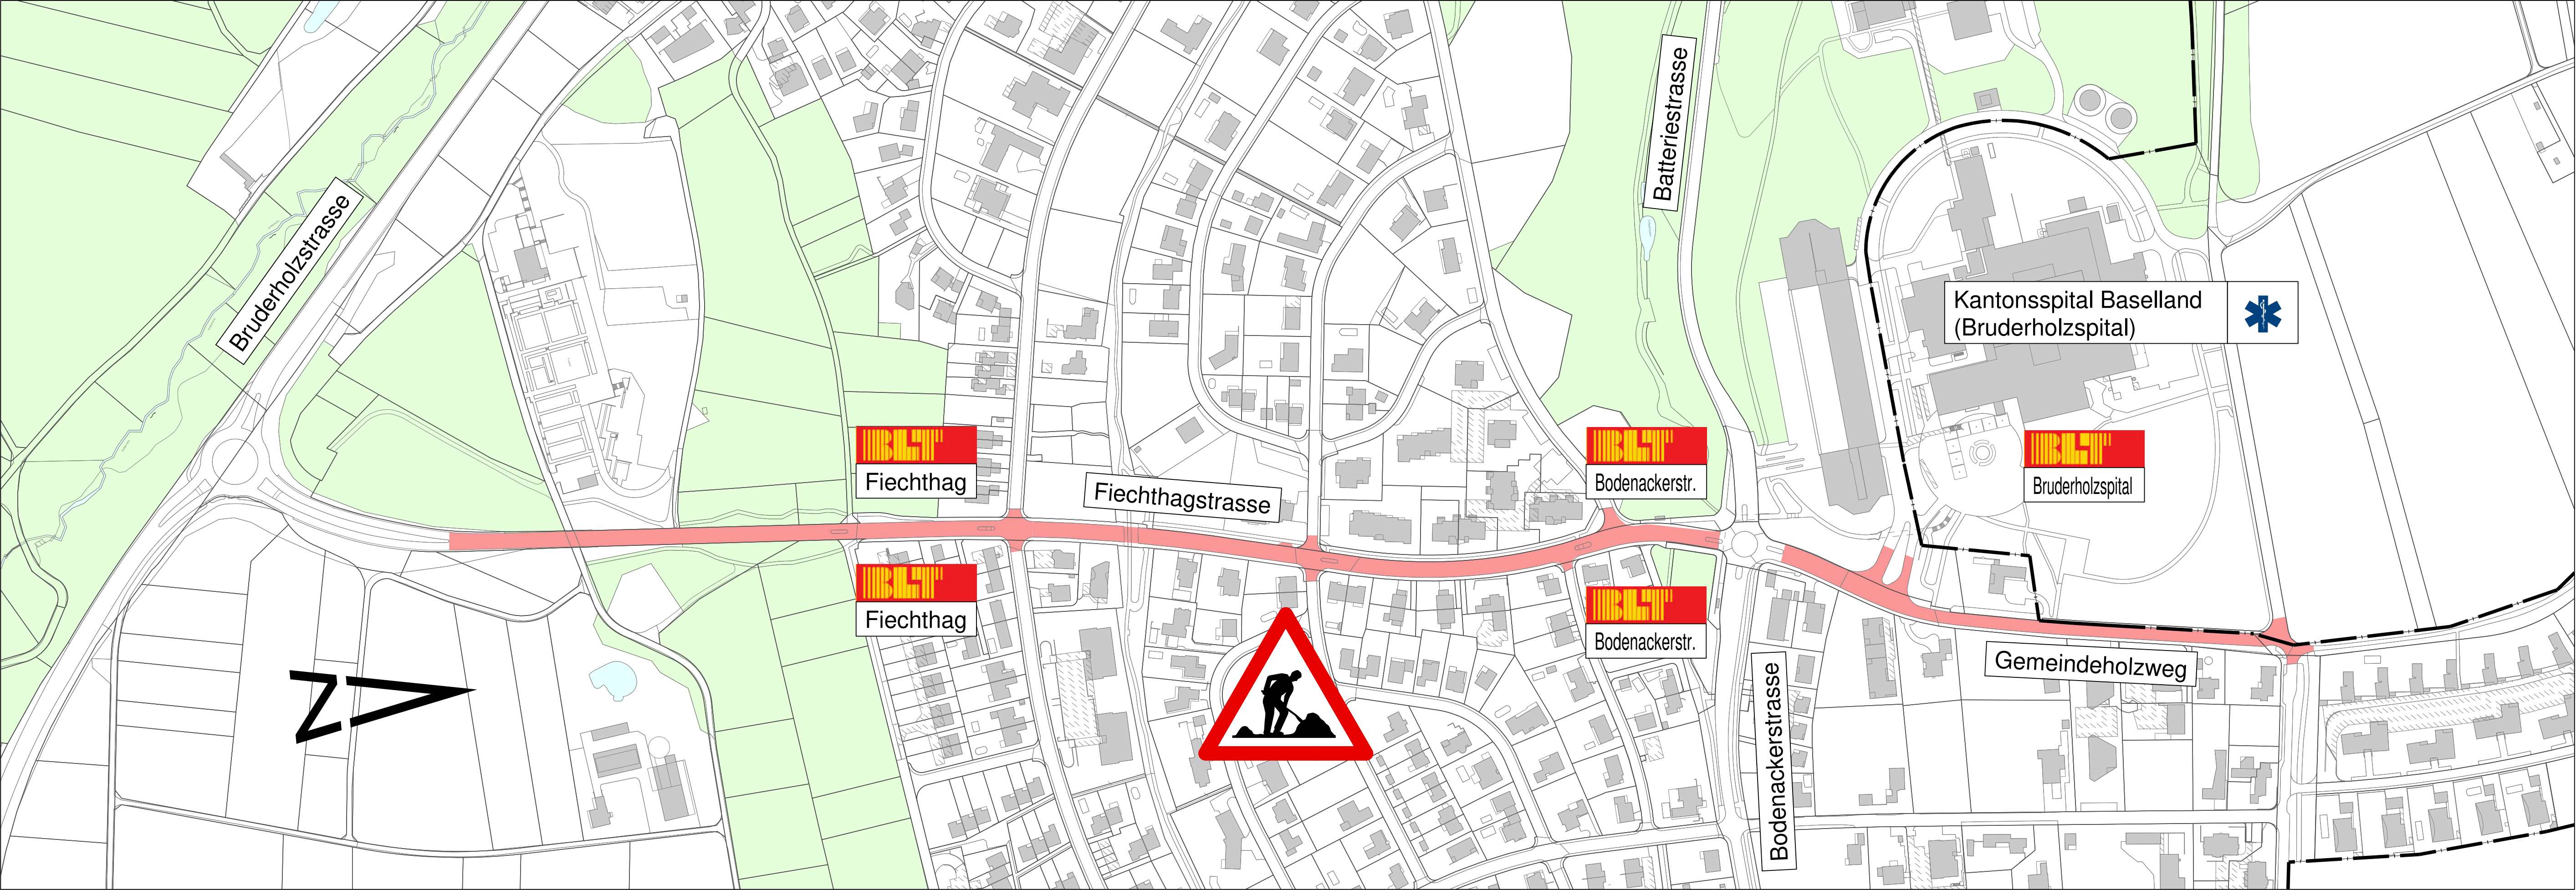 Bruderholzstrasse
Batteriestrasse
Kantonsspital Baselland
(Bruderholzspital)
BLT
Fiechthag
Fiechthagstrasse
BLT
Bodenackerstr.
BLT
Bruderholzspital
BLT
Fiechthag
BLT
Bodenackerstr.
Gemeindeholzweg
Bodenackerstrasse
N